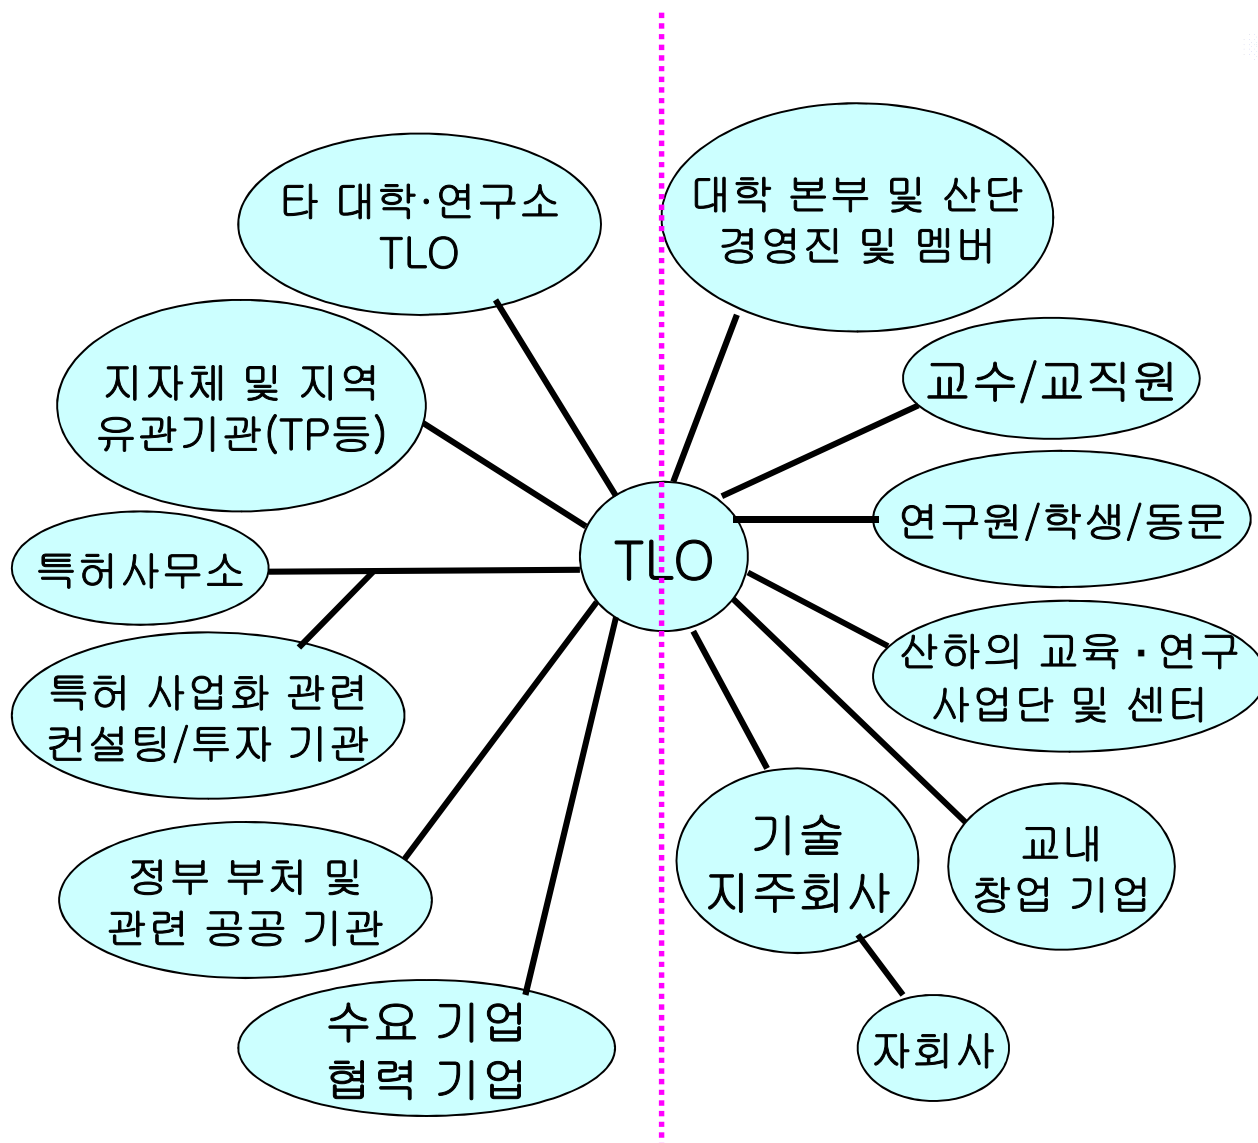 타 대학·연구소
TLO
대학 본부 및 산단
경영진 및 멤버
지자체 및 지역
유관기관(TP등)
교수/교직원
연구원/학생/동문
특허사무소
TLO
산하의 교육·연구
사업단 및 센터
특허 사업화 관련
컨설팅/투자 기관
기술
지주회사
교내
창업 기업
정부 부처 및
관련 공공 기관
수요 기업
협력 기업
자회사